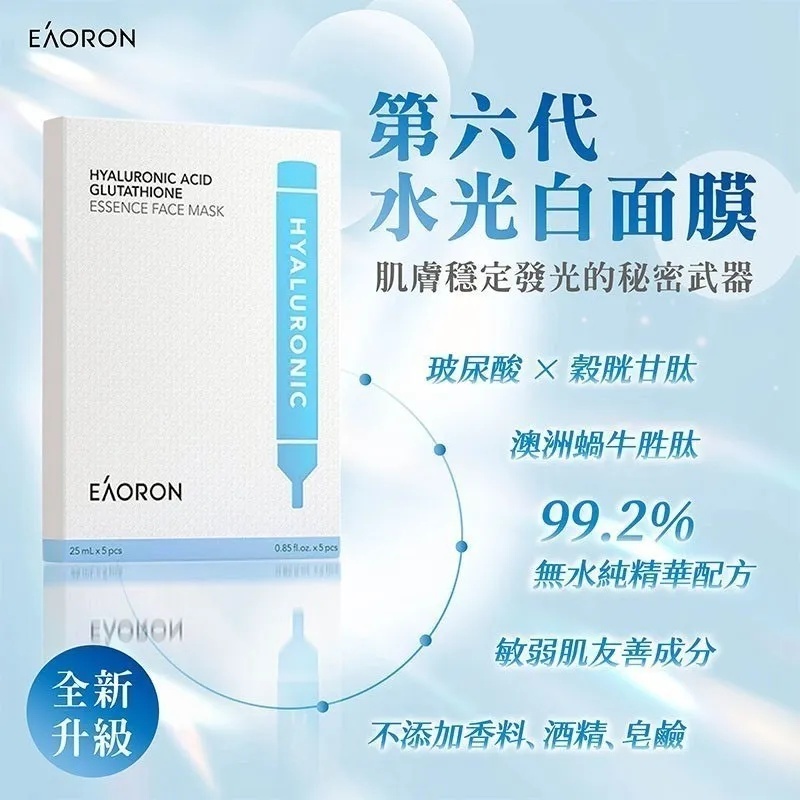 EÁORON
第六代
水光白面膜
肌膚穩定發光的秘密武器
HYALURONIC ACID
GLUTATHIONE
ESSENCE FACE MASK
HYALURONIC
EÁORON
25 mL x 5 pcs
0.85 fl.oz. x 5 pcs
玻尿酸 × 穀胱甘肽
澳洲蝸牛胜肽
99.2%
無水純精華配方
敏弱肌友善成分
不添加香料、酒精、皂鹼
全新
升級